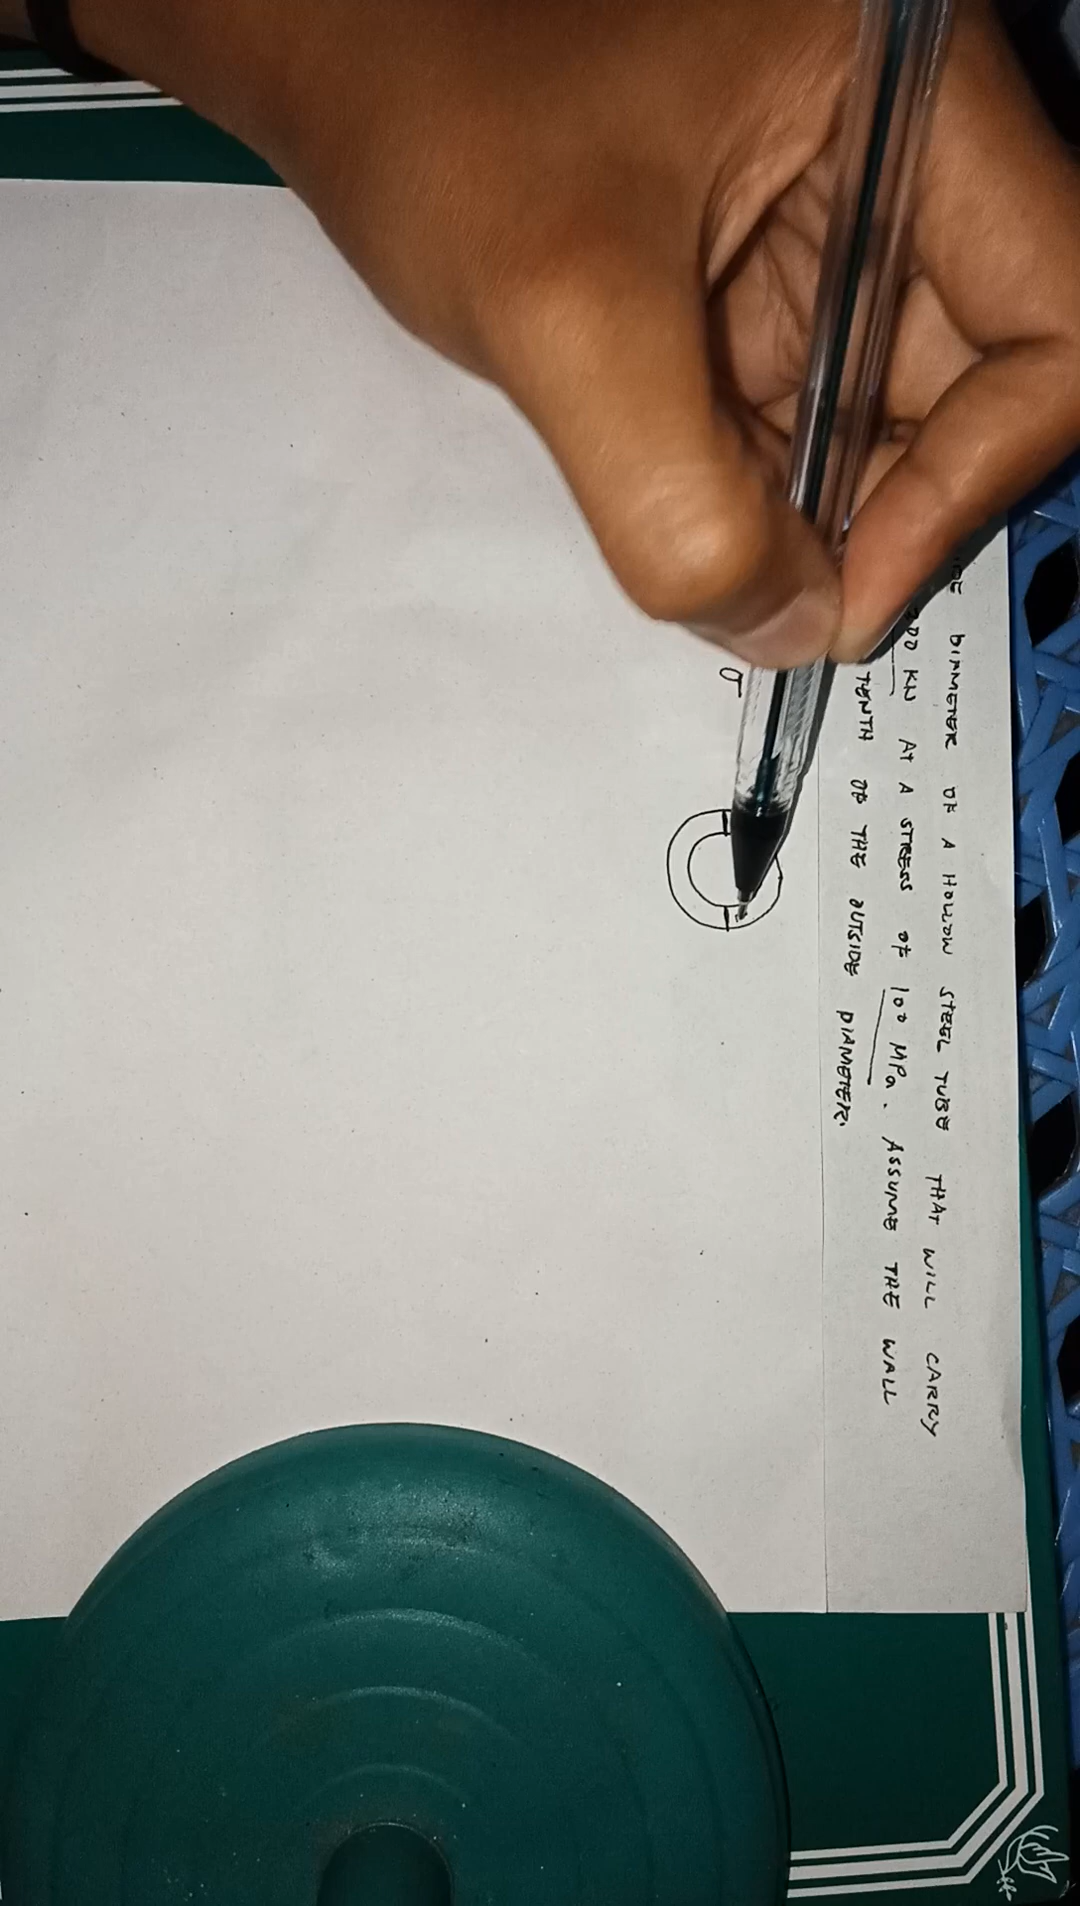 DIAMETER OF A HOLLOW STEEL TUBE THAT WILL CARRY
KN AT A STRESS OF 100 MPa. ASSUME THE WALL
TENTH OF THE OUTSIDE DIAMETER.
σ